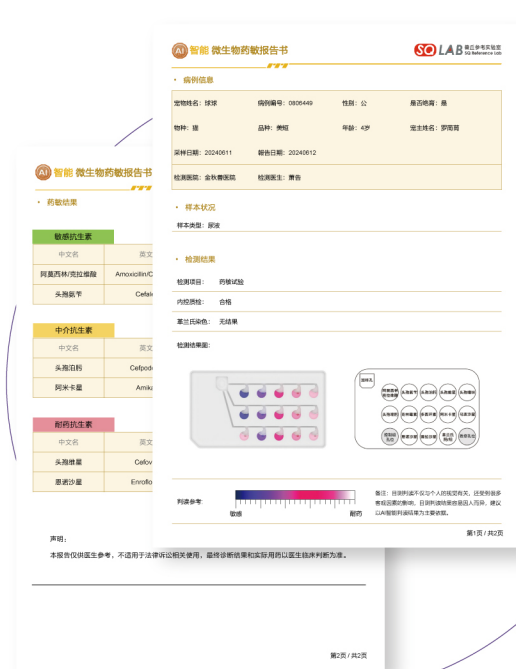 AI 智能 微生物药敏报告书
SQ LAB 桑丘参考实验室
SQ Reference Lab
· 病例信息
宠物姓名：球球 病例编号：0806449 性别：公 是否绝育：是
物种：猫 品种：美短 年龄：4岁 宠主姓名：罗雨茜
采样日期：20240611 報告日期：20240612
检测医院：金秋鹿医院 检测医生：萧告
· 样本状况
样本类型：尿液
· 检测结果
检测项目： 药敏试验
内控质检： 合格
革兰氏染色： 无结果
检测结果图：
判读参考：
敏感 耐药
备注：目测判读不仅与个人的视觉有关，还受到很多
客观因素的影响，目测判读结果容易因人而异，建议
以AI智能判读结果为主要依据。
第1页 / 共2页
AI 智能 微生物药敏报告书
· 药敏结果
敏感抗生素
中文名 英文
阿莫西林/克拉维酸 Amoxicillin/C
头孢氨苄 Cefal
中介抗生素
中文名 英文
头孢泊肟 Cefpod
阿米卡星 Amika
耐药抗生素
中文名 英文
头孢维星 Cefov
恩诺沙星 Enroflo
声明：
本报告仅供医生参考，不适用于法律诉讼相关使用，最终诊断结果和实际用药以医生临床判断为准。
第2页 / 共2页